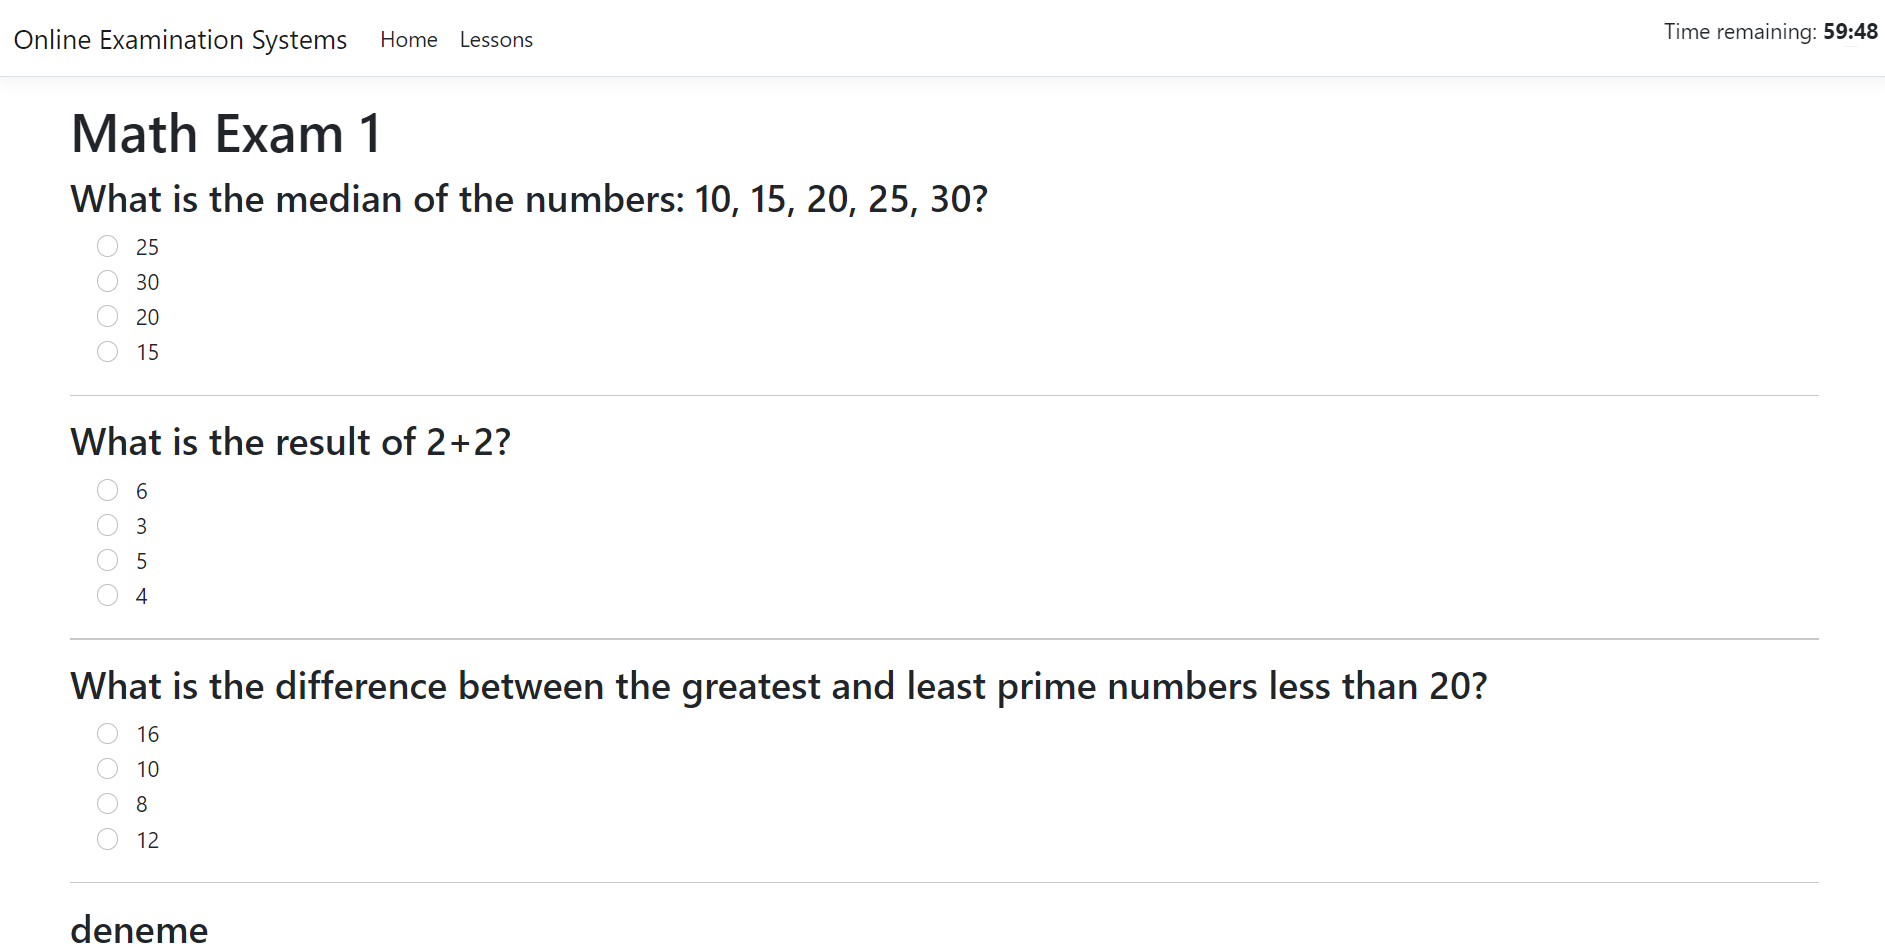 Online Examination Systems Home Lessons Time remaining: 59:48
Math Exam 1
What is the median of the numbers: 10, 15, 20, 25, 30?
25
30
20
15
What is the result of 2+2?
6
3
5
4
What is the difference between the greatest and least prime numbers less than 20?
16
10
8
12
deneme